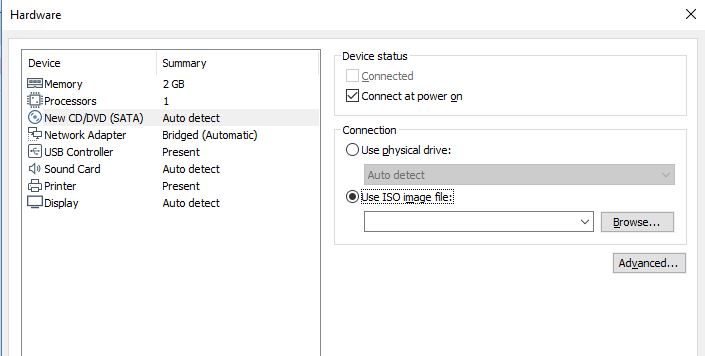 Hardware
Device Summary
Memory 2 GB
Processors 1
New CD/DVD (SATA) Auto detect
Network Adapter Bridged (Automatic)
USB Controller Present
Sound Card Auto detect
Printer Present
Display Auto detect
Device status
Connected
Connect at power on
Connection
Use physical drive:
Auto detect
Use ISO image file:
Browse...
Advanced...